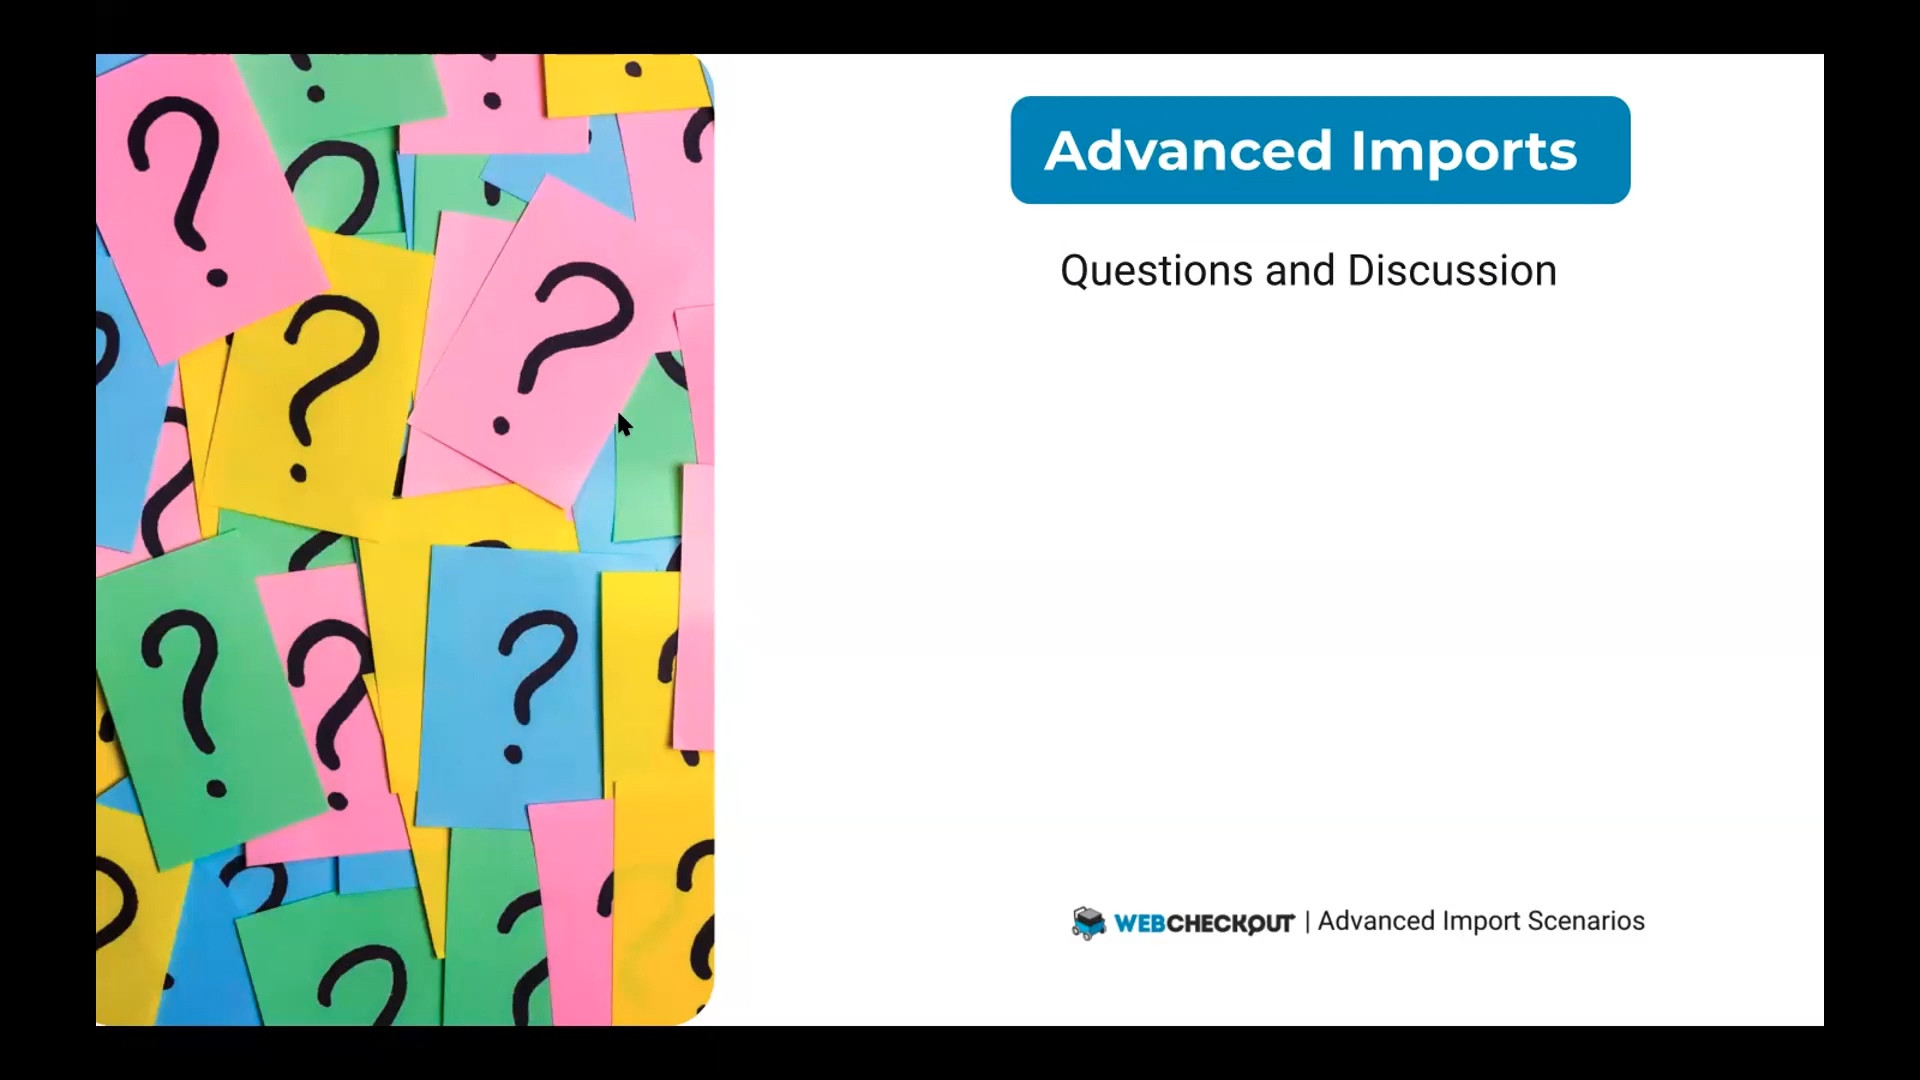 Advanced Imports
Questions and Discussion
WEBCHECKOUT | Advanced Import Scenarios